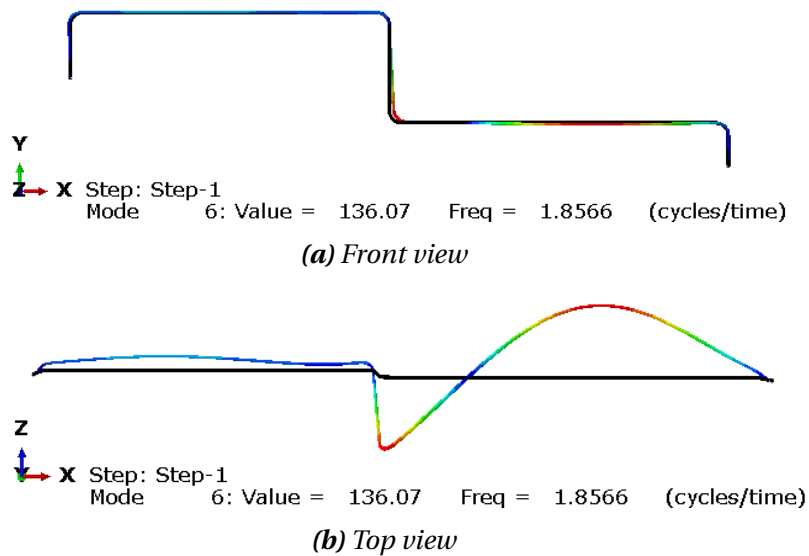 Y
Z X Step: Step-1
Mode 6: Value = 136.07 Freq = 1.8566 (cycles/time)
(a) Front view
Z
Y X Step: Step-1
Mode 6: Value = 136.07 Freq = 1.8566 (cycles/time)
(b) Top view